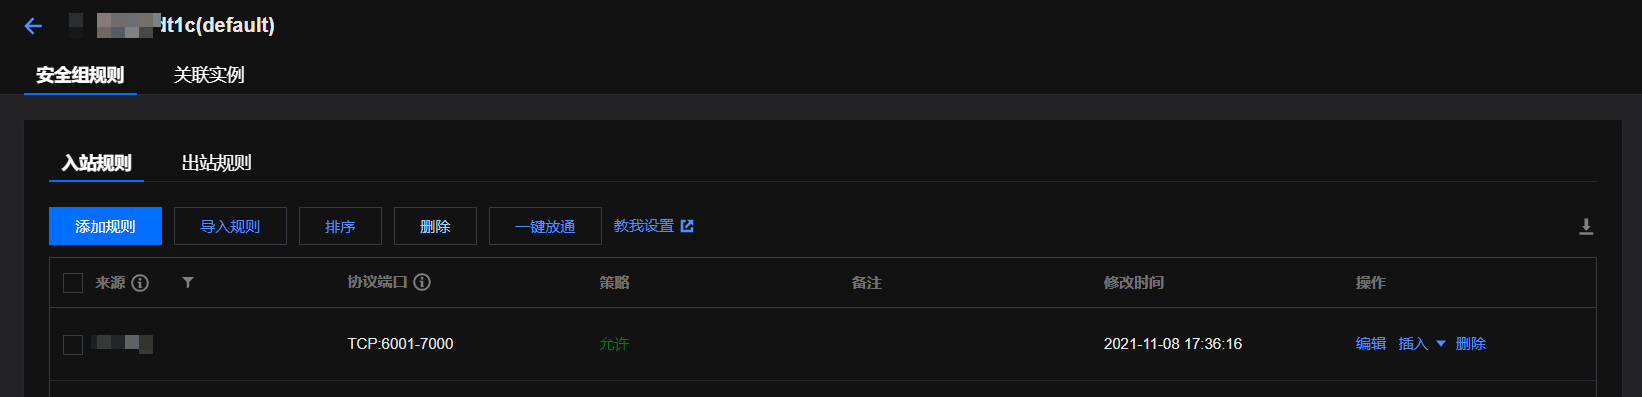 dt1c(default)
安全组规则 关联实例
入站规则 出站规则
添加规则 导入规则 排序 删除 一键放通 教我设置
来源 协议端口 策略 备注 修改时间 操作
TCP:6001-7000 允许 2021-11-08 17:36:16 编辑 插入 删除